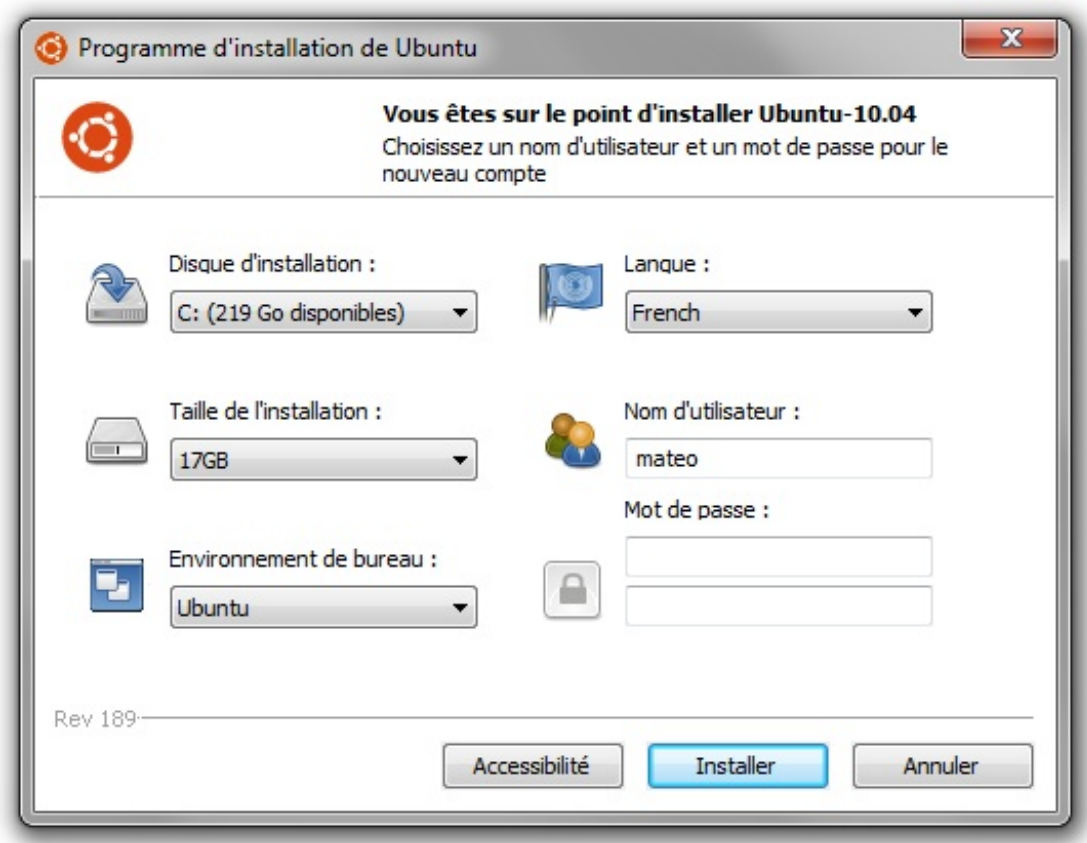 Programme d'installation de Ubuntu
Vous êtes sur le point d'installer Ubuntu-10.04
Choisissez un nom d'utilisateur et un mot de passe pour le
nouveau compte
Disque d'installation :
C: (219 Go disponibles)
Langue :
French
Taille de l'installation :
17GB
Nom d'utilisateur :
mateo
Mot de passe :
Environnement de bureau :
Ubuntu
Rev 189
Accessibilité
Installer
Annuler